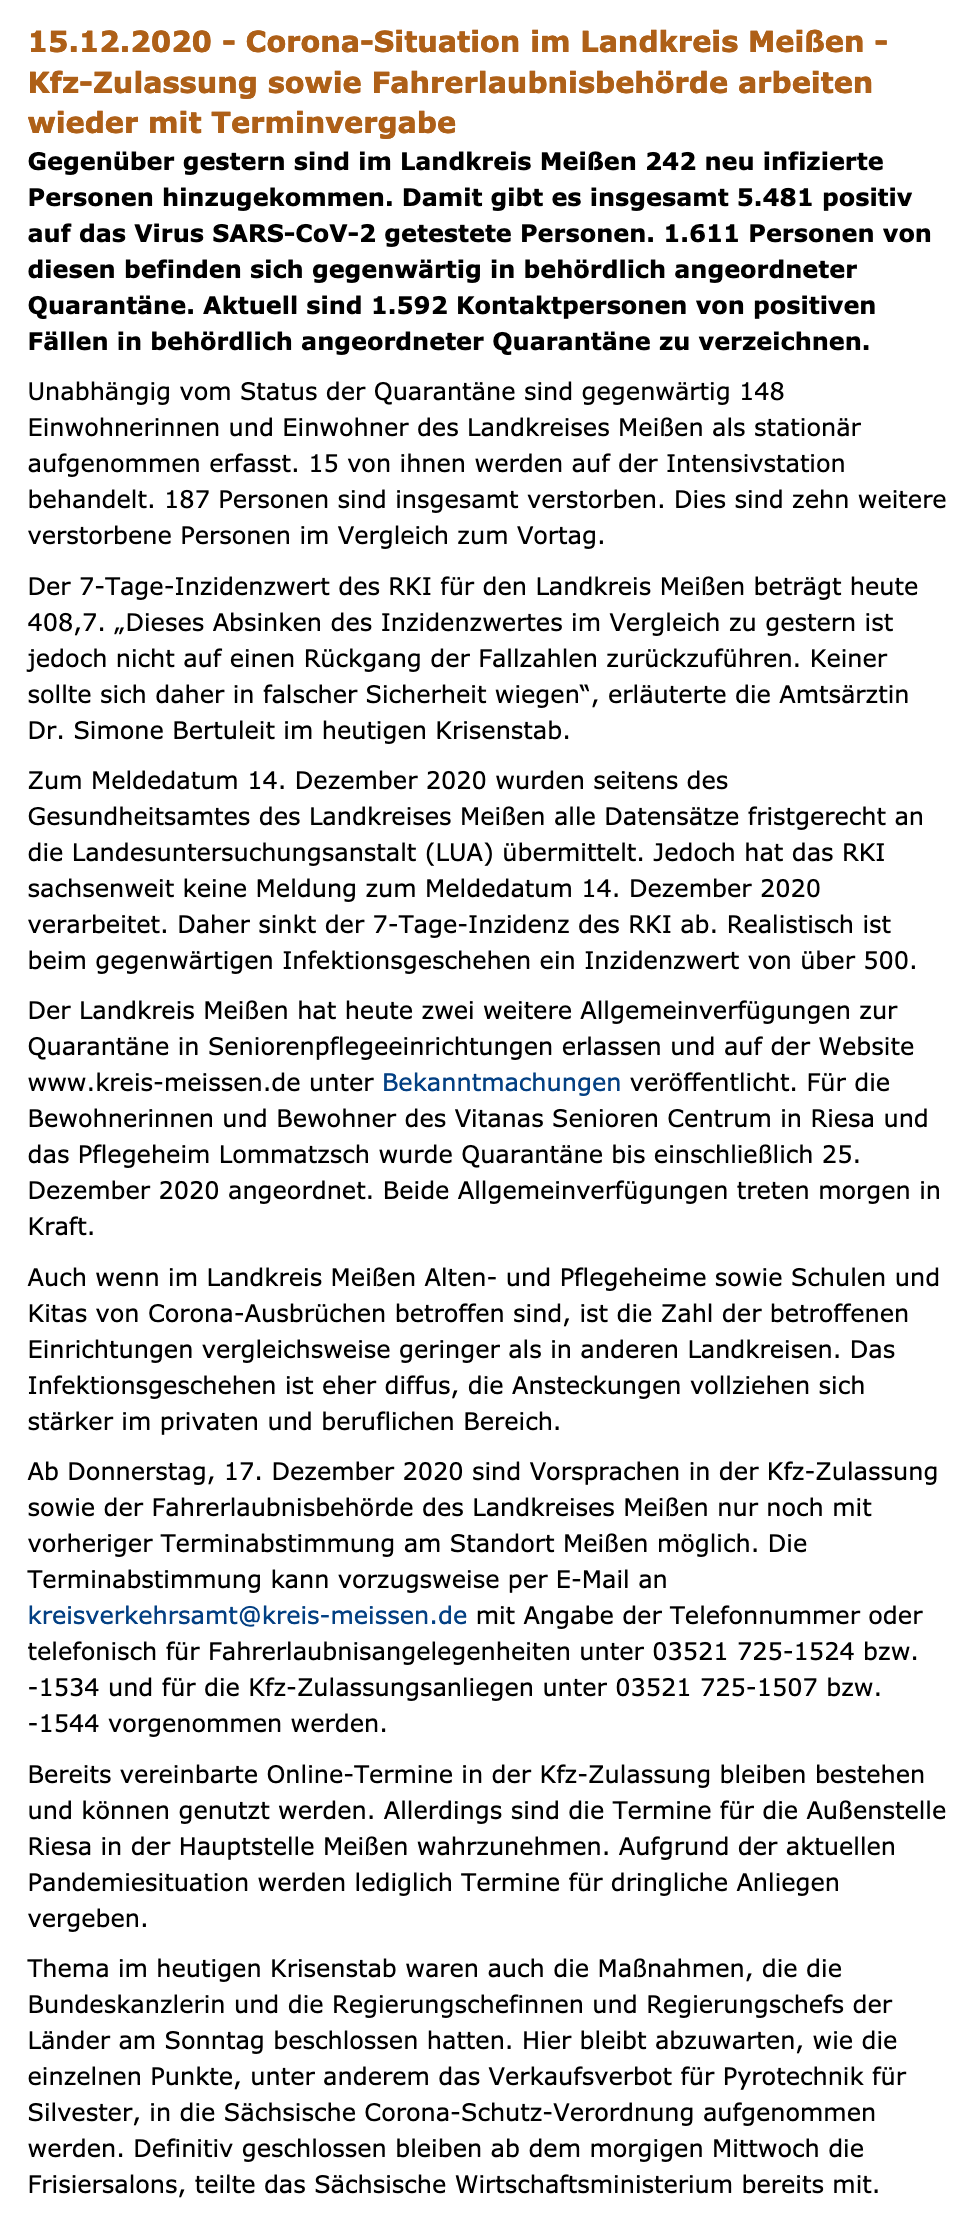 15.12.2020 - Corona-Situation im Landkreis Meißen -
Kfz-Zulassung sowie Fahrerlaubnisbehörde arbeiten
wieder mit Terminvergabe
Gegenüber gestern sind im Landkreis Meißen 242 neu infizierte
Personen hinzugekommen. Damit gibt es insgesamt 5.481 positiv
auf das Virus SARS-CoV-2 getestete Personen. 1.611 Personen von
diesen befinden sich gegenwärtig in behördlich angeordneter
Quarantäne. Aktuell sind 1.592 Kontaktpersonen von positiven
Fällen in behördlich angeordneter Quarantäne zu verzeichnen.
Unabhängig vom Status der Quarantäne sind gegenwärtig 148
Einwohnerinnen und Einwohner des Landkreises Meißen als stationär
aufgenommen erfasst. 15 von ihnen werden auf der Intensivstation
behandelt. 187 Personen sind insgesamt verstorben. Dies sind zehn weitere
verstorbene Personen im Vergleich zum Vortag.
Der 7-Tage-Inzidenzwert des RKI für den Landkreis Meißen beträgt heute
408,7. „Dieses Absinken des Inzidenzwertes im Vergleich zu gestern ist
jedoch nicht auf einen Rückgang der Fallzahlen zurückzuführen. Keiner
sollte sich daher in falscher Sicherheit wiegen“, erläuterte die Amtsärztin
Dr. Simone Bertuleit im heutigen Krisenstab.
Zum Meldedatum 14. Dezember 2020 wurden seitens des
Gesundheitsamtes des Landkreises Meißen alle Datensätze fristgerecht an
die Landesuntersuchungsanstalt (LUA) übermittelt. Jedoch hat das RKI
sachsenweit keine Meldung zum Meldedatum 14. Dezember 2020
verarbeitet. Daher sinkt der 7-Tage-Inzidenz des RKI ab. Realistisch ist
beim gegenwärtigen Infektionsgeschehen ein Inzidenzwert von über 500.
Der Landkreis Meißen hat heute zwei weitere Allgemeinverfügungen zur
Quarantäne in Seniorenpflegeeinrichtungen erlassen und auf der Website
www.kreis-meissen.de unter Bekanntmachungen veröffentlicht. Für die
Bewohnerinnen und Bewohner des Vitanas Senioren Centrum in Riesa und
das Pflegeheim Lommatzsch wurde Quarantäne bis einschließlich 25.
Dezember 2020 angeordnet. Beide Allgemeinverfügungen treten morgen in
Kraft.
Auch wenn im Landkreis Meißen Alten- und Pflegeheime sowie Schulen und
Kitas von Corona-Ausbrüchen betroffen sind, ist die Zahl der betroffenen
Einrichtungen vergleichsweise geringer als in anderen Landkreisen. Das
Infektionsgeschehen ist eher diffus, die Ansteckungen vollziehen sich
stärker im privaten und beruflichen Bereich.
Ab Donnerstag, 17. Dezember 2020 sind Vorsprachen in der Kfz-Zulassung
sowie der Fahrerlaubnisbehörde des Landkreises Meißen nur noch mit
vorheriger Terminabstimmung am Standort Meißen möglich. Die
Terminabstimmung kann vorzugsweise per E-Mail an
kreisverkehrsamt@kreis-meissen.de mit Angabe der Telefonnummer oder
telefonisch für Fahrerlaubnisangelegenheiten unter 03521 725-1524 bzw.
-1534 und für die Kfz-Zulassungsanliegen unter 03521 725-1507 bzw.
-1544 vorgenommen werden.
Bereits vereinbarte Online-Termine in der Kfz-Zulassung bleiben bestehen
und können genutzt werden. Allerdings sind die Termine für die Außenstelle
Riesa in der Hauptstelle Meißen wahrzunehmen. Aufgrund der aktuellen
Pandemiesituation werden lediglich Termine für dringliche Anliegen
vergeben.
Thema im heutigen Krisenstab waren auch die Maßnahmen, die die
Bundeskanzlerin und die Regierungschefinnen und Regierungschefs der
Länder am Sonntag beschlossen hatten. Hier bleibt abzuwarten, wie die
einzelnen Punkte, unter anderem das Verkaufsverbot für Pyrotechnik für
Silvester, in die Sächsische Corona-Schutz-Verordnung aufgenommen
werden. Definitiv geschlossen bleiben ab dem morgigen Mittwoch die
Frisiersalons, teilte das Sächsische Wirtschaftsministerium bereits mit.